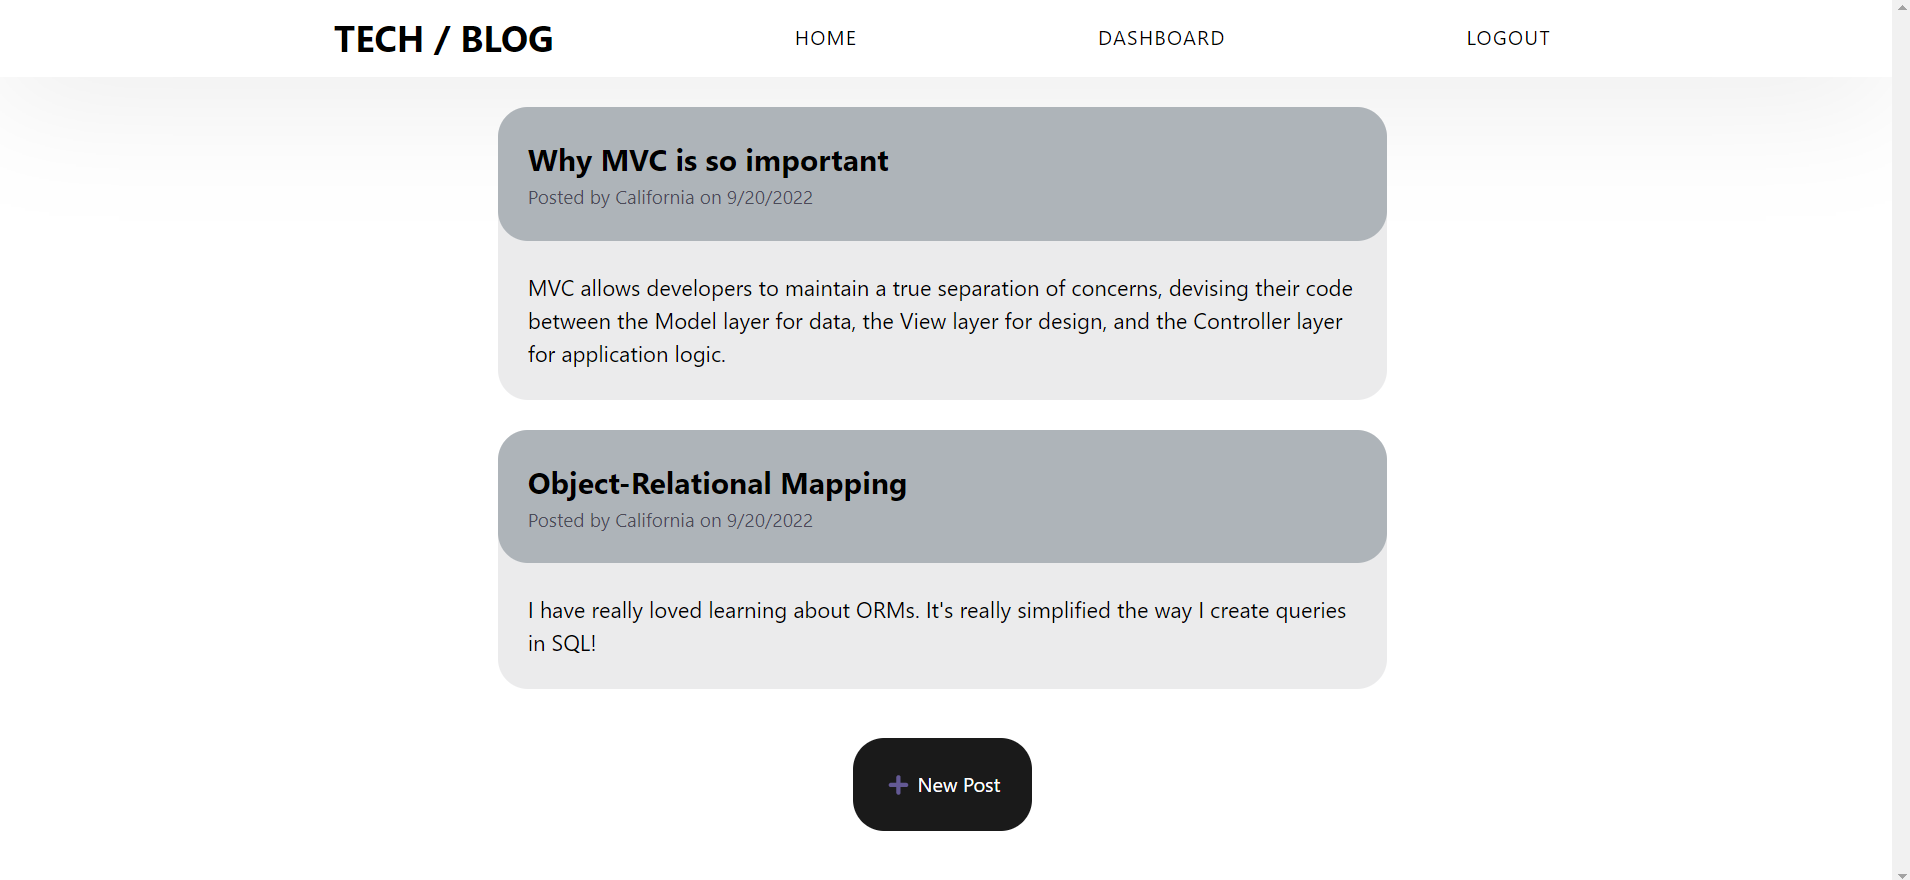 TECH / BLOG
HOME
DASHBOARD
LOGOUT
Why MVC is so important
Posted by California on 9/20/2022
MVC allows developers to maintain a true separation of concerns, devising their code
between the Model layer for data, the View layer for design, and the Controller layer
for application logic.
Object-Relational Mapping
Posted by California on 9/20/2022
I have really loved learning about ORMs. It's really simplified the way I create queries
in SQL!
New Post